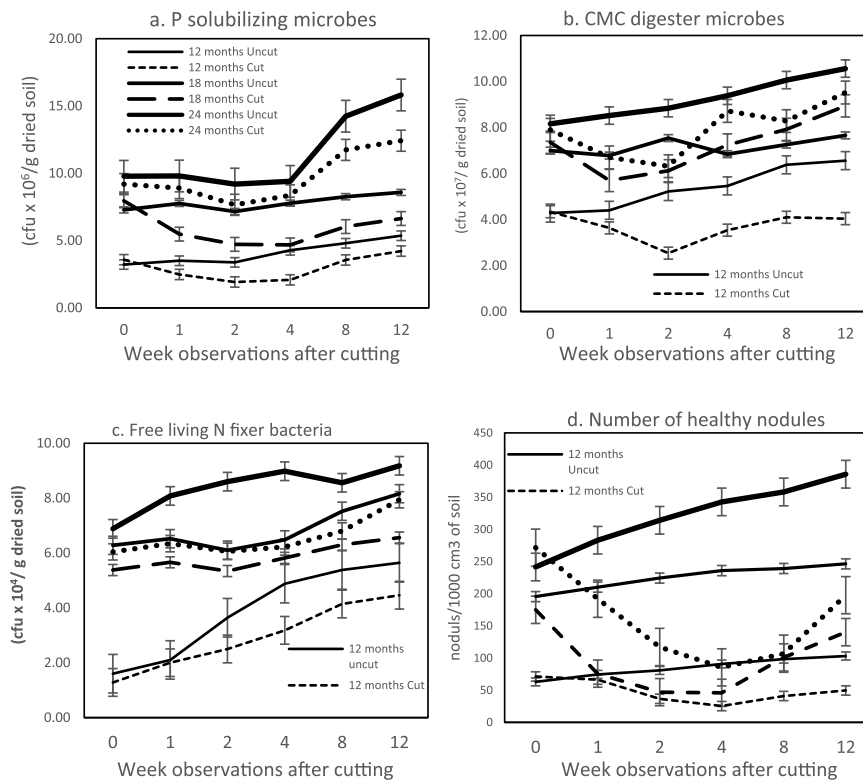 a. P solubilizing microbes
(cfu x 10⁶/g dried soil)
20.00
15.00
10.00
5.00
0.00
12 months Uncut
12 months Cut
18 months Uncut
18 months Cut
24 months Uncut
24 months Cut
0 1 2 4 8 12
Week observations after cutting
b. CMC digester microbes
(cfu x 10⁷/ g dried soil)
12.00
10.00
8.00
6.00
4.00
2.00
0.00
12 months Uncut
12 months Cut
0 1 2 4 8 12
Week observations after cutting
c. Free living N fixer bacteria
(cfu x 10⁴/ g dried soil)
10.00
8.00
6.00
4.00
2.00
0.00
12 months
uncut
12 months Cut
0 1 2 4 8 12
Week observations after cutting
d. Number of healthy nodules
noduls/1000 cm3 of soil
450
400
350
300
250
200
150
100
50
0
12 months
Uncut
12 months Cut
0 1 2 4 8 12
Week observations after cutting